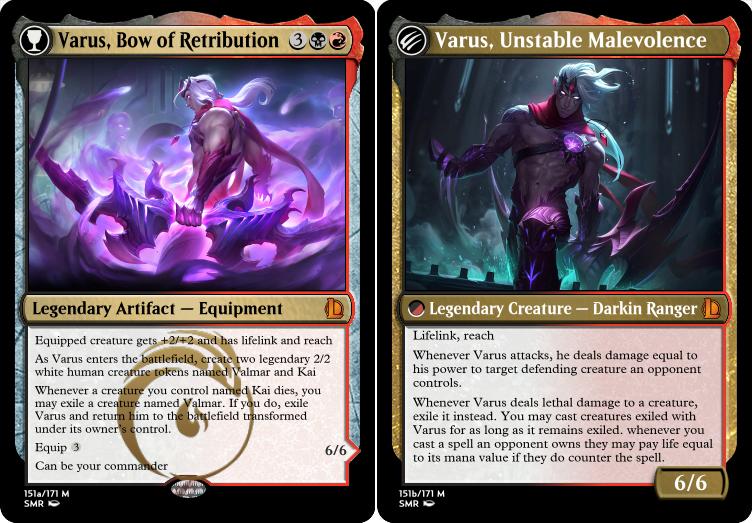 Varus, Bow of Retribution 3
Legendary Artifact — Equipment
Equipped creature gets +2/+2 and has lifelink and reach
As Varus enters the battlefield, create two legendary 2/2
white human creature tokens named Valmar and Kai
Whenever a creature you control named Kai dies, you
may exile a creature named Valmar. If you do, exile
Varus and return him to the battlefield transformed
under its owner's control.
Equip 3
Can be your commander
6/6
151a/171 M
SMR
Varus, Unstable Malevolence
Legendary Creature — Darkin Ranger
Lifelink, reach
Whenever Varus attacks, he deals damage equal to
his power to target defending creature an opponent
controls.
Whenever Varus deals lethal damage to a creature,
exile it instead. You may cast creatures exiled with
Varus for as long as it remains exiled. whenever you
cast a spell an opponent owns they may pay life equal
to its mana value if they do counter the spell.
6/6
151b/171 M
SMR